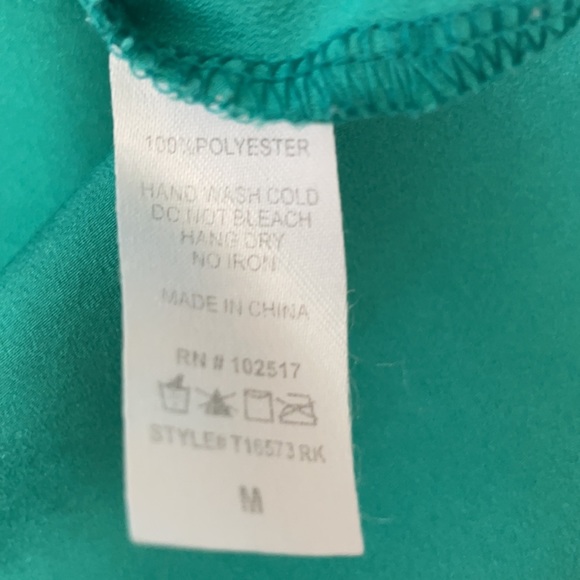 100%POLYESTER
HAND WASH COLD
DO NOT BLEACH
HANG DRY
NO IRON
MADE IN CHINA
RN # 102517
STYLE# T16573 RK
M